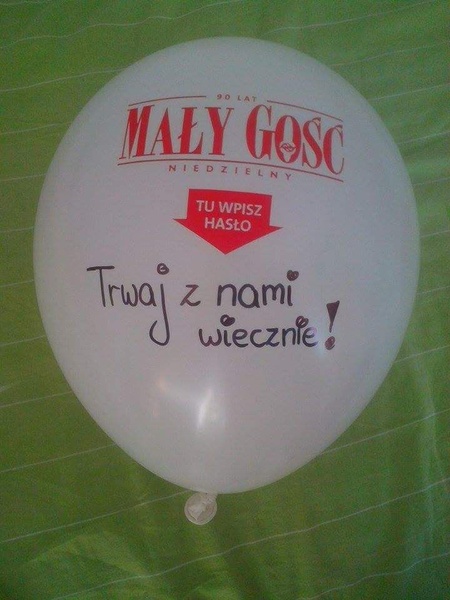 90 LAT
MAŁY GOŚĆ
NIEDZIELNY
TU WPISZ
HASŁO
Trwaj z nami
wiecznie!